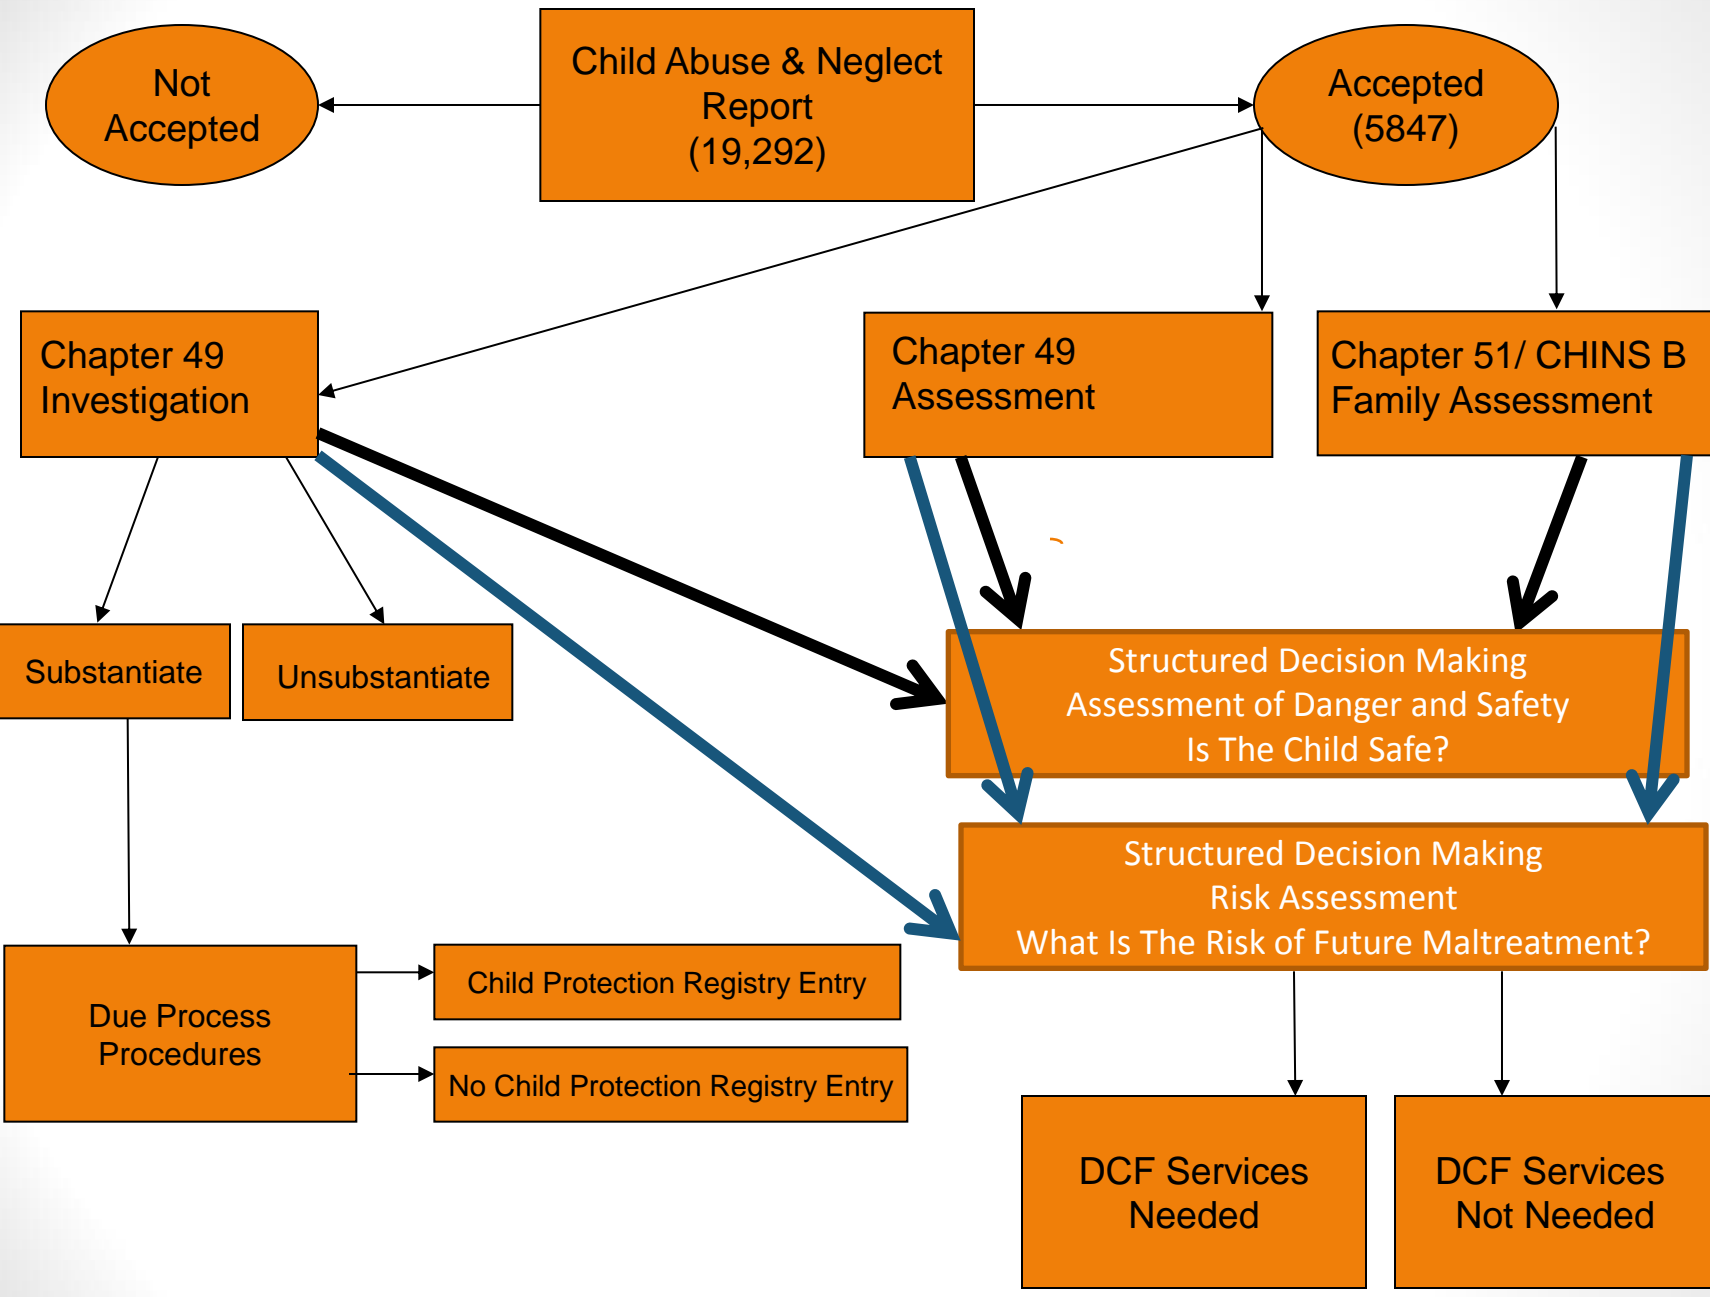 Not
Accepted
Child Abuse & Neglect
Report
(19,292)
Accepted
(5847)
Chapter 49
Investigation
Chapter 49
Assessment
Chapter 51/ CHINS B
Family Assessment
Substantiate
Unsubstantiate
Structured Decision Making
Assessment of Danger and Safety
Is The Child Safe?
Structured Decision Making
Risk Assessment
What Is The Risk of Future Maltreatment?
Due Process
Procedures
Child Protection Registry Entry
No Child Protection Registry Entry
DCF Services
Needed
DCF Services
Not Needed